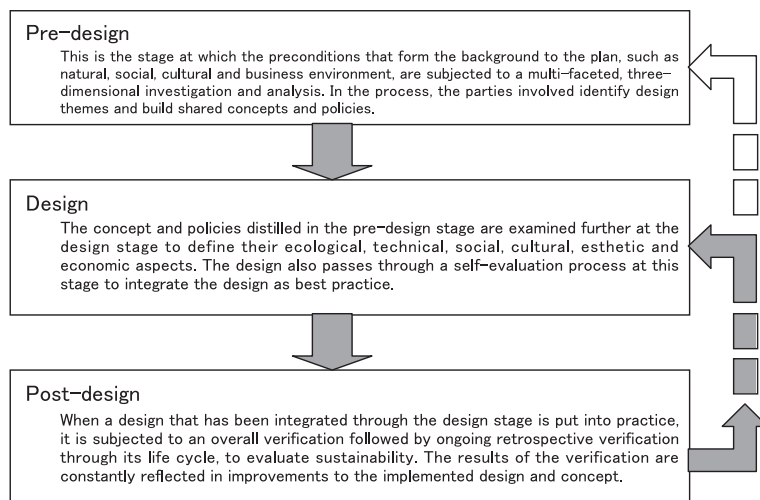 Pre-design
This is the stage at which the preconditions that form the background to the plan, such as
natural, social, cultural and business environment, are subjected to a multi-faceted, three-
dimensional investigation and analysis. In the process, the parties involved identify design
themes and build shared concepts and policies.
Design
The concept and policies distilled in the pre-design stage are examined further at the
design stage to define their ecological, technical, social, cultural, esthetic and
economic aspects. The design also passes through a self-evaluation process at this
stage to integrate the design as best practice.
Post-design
When a design that has been integrated through the design stage is put into practice,
it is subjected to an overall verification followed by ongoing retrospective verification
through its life cycle, to evaluate sustainability. The results of the verification are
constantly reflected in improvements to the implemented design and concept.